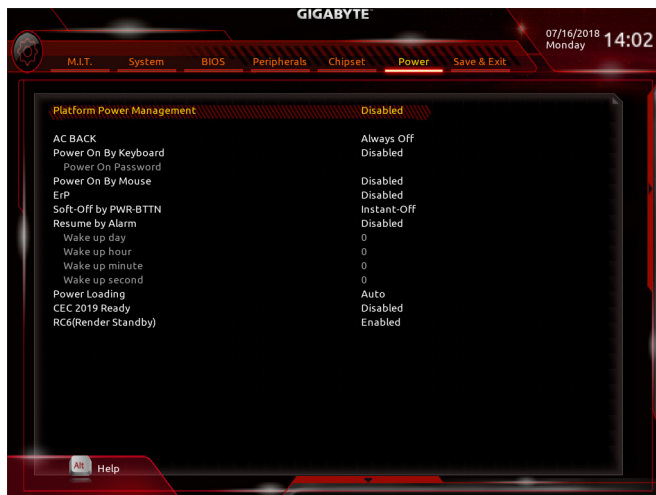 GIGABYTE
07/16/2018 14:02
Monday
M.I.T. System BIOS Peripherals Chipset Power Save & Exit
Platform Power Management Disabled
AC BACK Always Off
Power On By Keyboard Disabled
Power On Password
Power On By Mouse Disabled
ErP Disabled
Soft-Off by PWR-BTTN Instant-Off
Resume by Alarm Disabled
Wake up day 0
Wake up hour 0
Wake up minute 0
Wake up second 0
Power Loading Auto
CEC 2019 Ready Disabled
RC6(Render Standby) Enabled
Alt Help